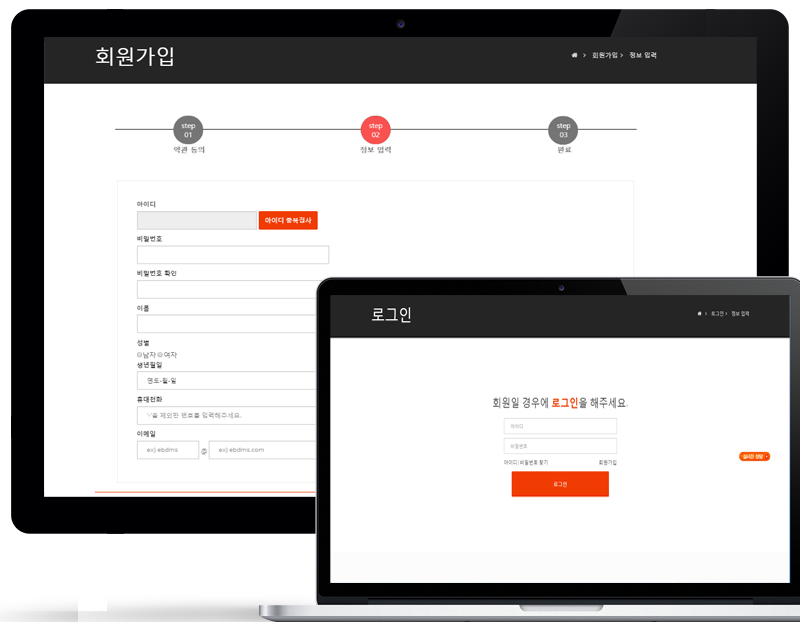 회원가입
> 회원가입 > 정보 입력
step 01
step 02
step 03
약관 동의
정보 입력
완료
아이디
아이디 중복검사
비밀번호
비밀번호 확인
이름
성별
남자 여자
생년월일
연도-월-일
휴대전화
'-'을 제외한 번호를 입력해주세요.
이메일
ex) ebdms @ ex) ebdms.com
로그인
> 로그인 > 정보 입력
회원일 경우에 로그인을 해주세요.
아이디
비밀번호
아이디|비밀번호 찾기 회원가입
로그인
실시간 상담